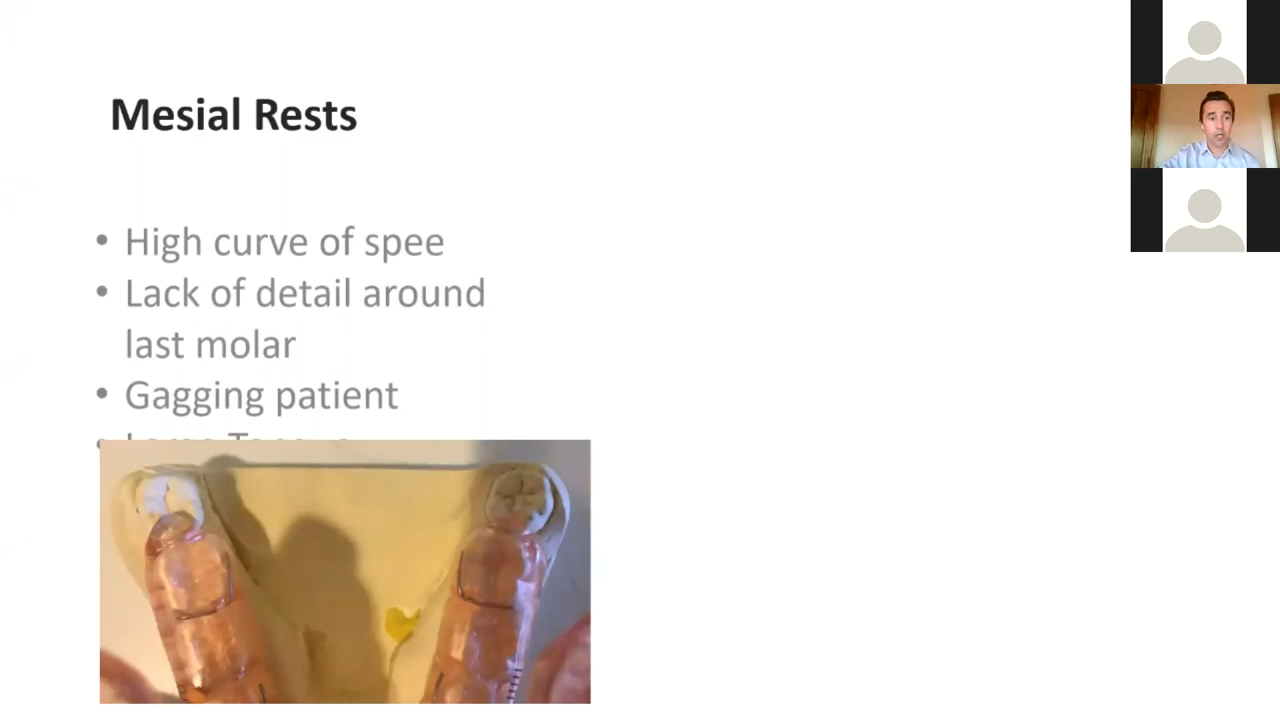 Mesial Rests
• High curve of spee
• Lack of detail around
last molar
• Gagging patient